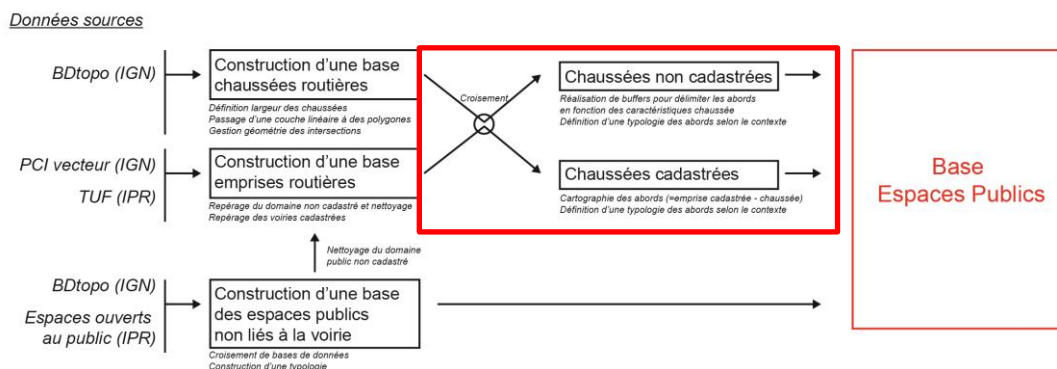 Données sources
BDtopo (IGN)
Construction d'une base
chaussées routières
Définition largeur des chaussées
Passage d'une couche linéaire à des polygones
Gestion géométrie des intersections
PCI vecteur (IGN)
TUF (IPR)
Construction d'une base
emprises routières
Repérage du domaine non cadastré et nettoyage
Repérage des voiries cadastrées
Croisement
Chaussées non cadastrées
Réalisation de buffers pour délimiter les abords
en fonction des caractéristiques chaussée
Définition d'une typologie des abords selon le contexte
Chaussées cadastrées
Cartographie des abords (=emprise cadastrée - chaussée)
Définition d'une typologie des abords selon le contexte
Base
Espaces Publics
Nettoyage du domaine
public non cadastré
BDtopo (IGN)
Espaces ouverts
au public (IPR)
Construction d'une base
des espaces publics
non liés à la voirie
Croisement de bases de données
Construction d'une typologie